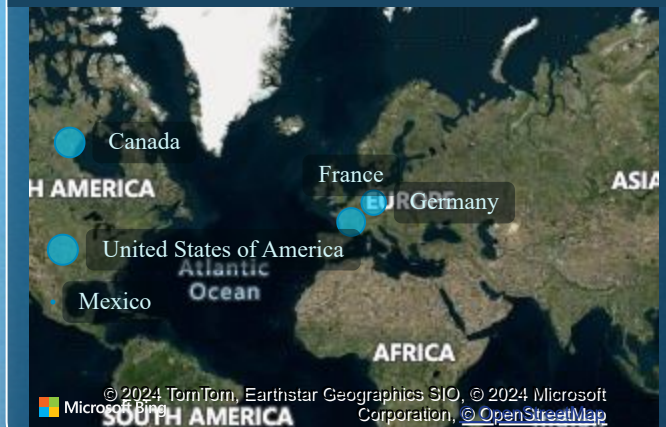 Canada
France
H AMERICA
ASIA
EUROPE
Germany
United States of America
Atlantic
Ocean
Mexico
AFRICA
© 2024 TomTom, Earthstar Geographics SIO, © 2024 Microsoft
Microsoft Bing
Corporation, © OpenStreetMap
SOUTH AMERICA